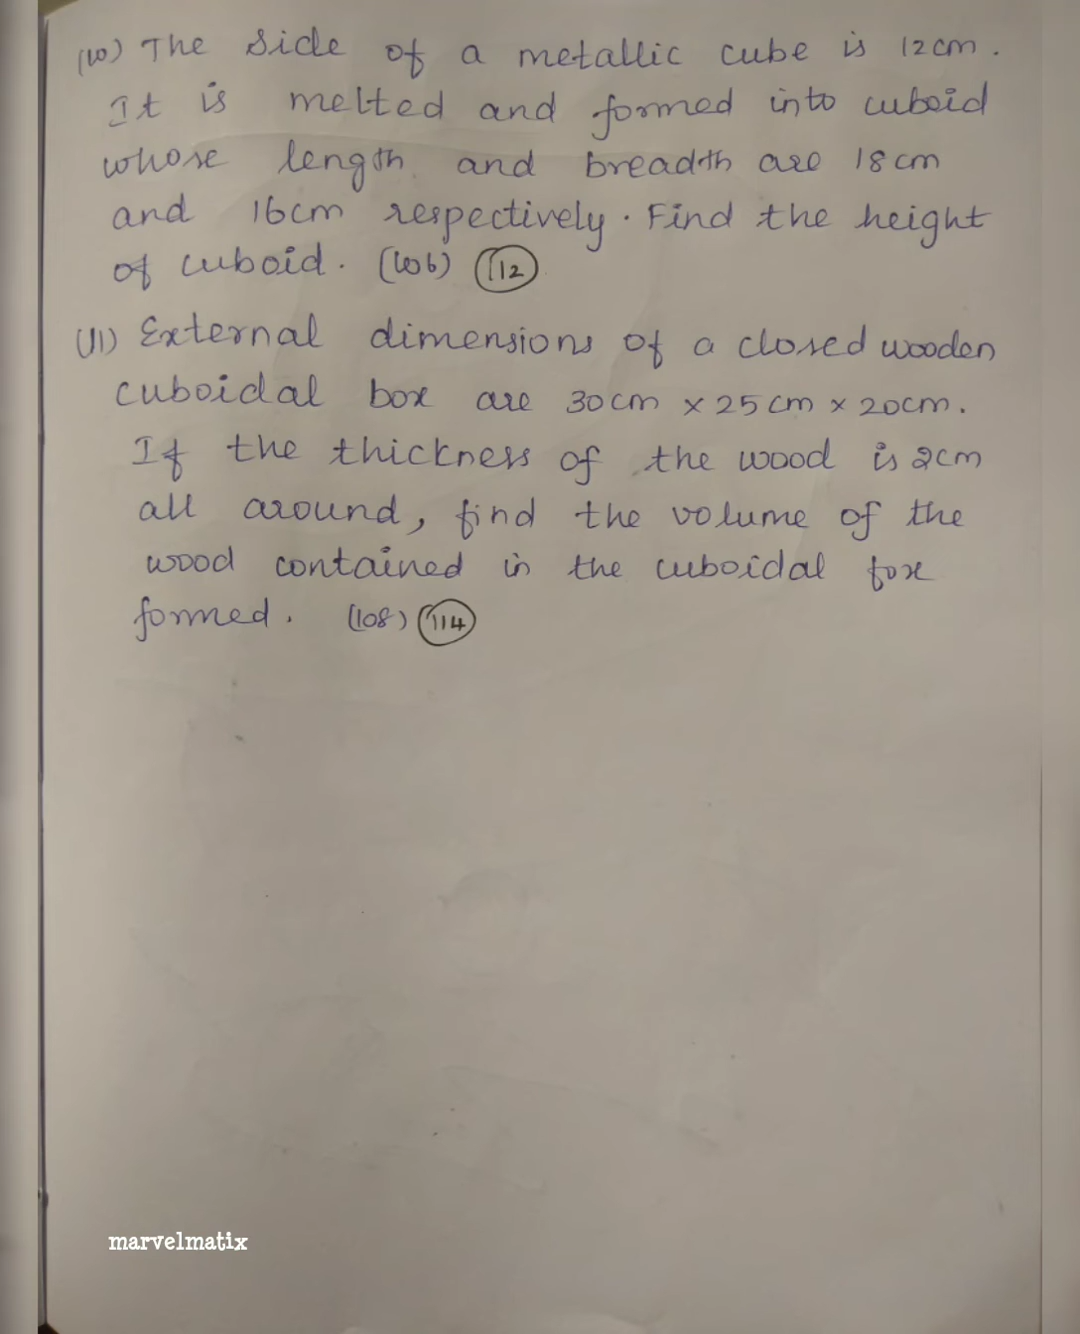 (10) The side of a metallic cube is 12cm.
It is melted and formed into cuboid
whose length and breadth are 18cm
and 16cm respectively. Find the height
of cuboid. (106) (112)
(11) External dimensions of a closed wooden
cuboidal box are 30cm x 25cm x 20cm.
If the thickness of the wood is 2cm
all around, find the volume of the
wood contained in the cuboidal box
formed. (108) (114)
marvelmatix